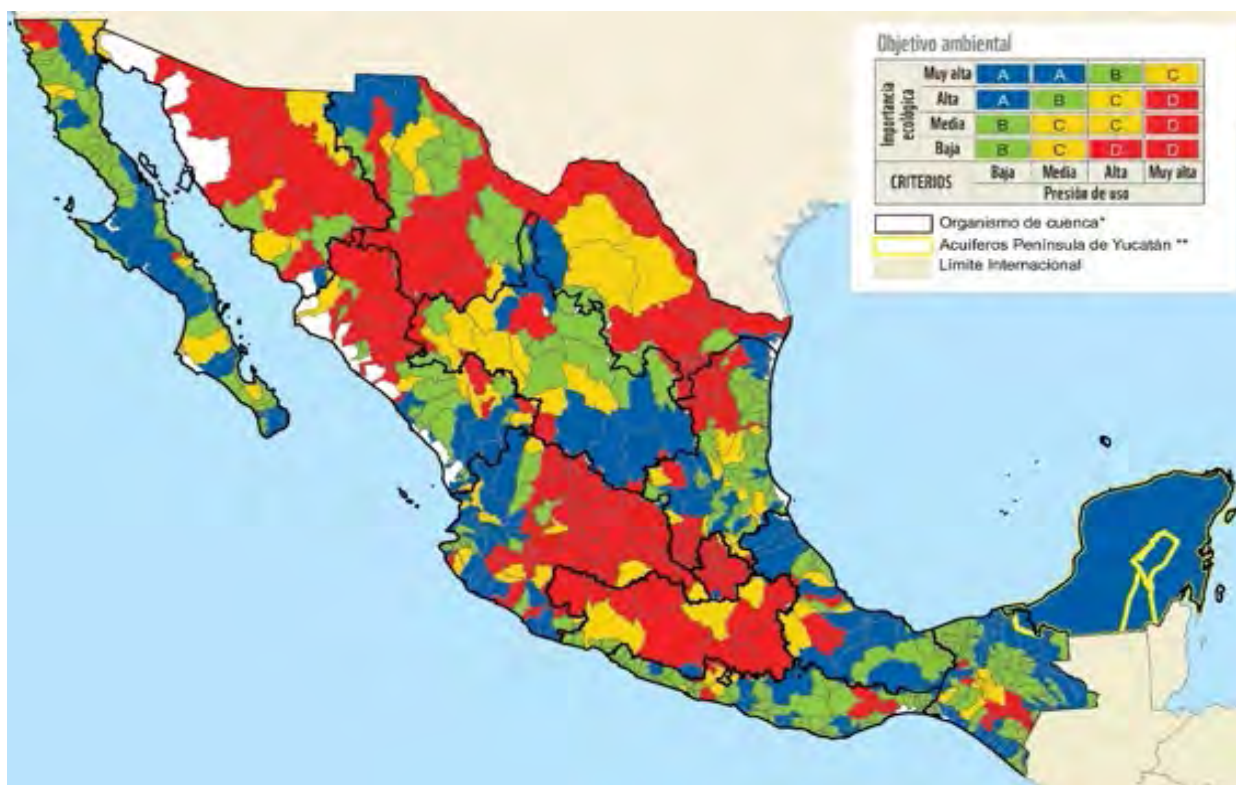 Objetivo ambiental
Importancia ecológica
Muy alta A A B C
Alta A B C D
Media B C C D
Baja B C D D
CRITERIOS Baja Media Alta Muy alta
Presión de uso
Organismo de cuenca*
Acuíferos Península de Yucatán **
Límite Internacional